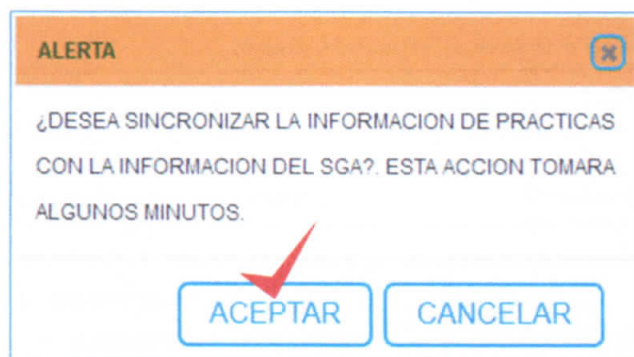 ALERTA
¿DESEA SINCRONIZAR LA INFORMACION DE PRACTICAS
CON LA INFORMACION DEL SGA?. ESTA ACCION TOMARA
ALGUNOS MINUTOS.
ACEPTAR CANCELAR